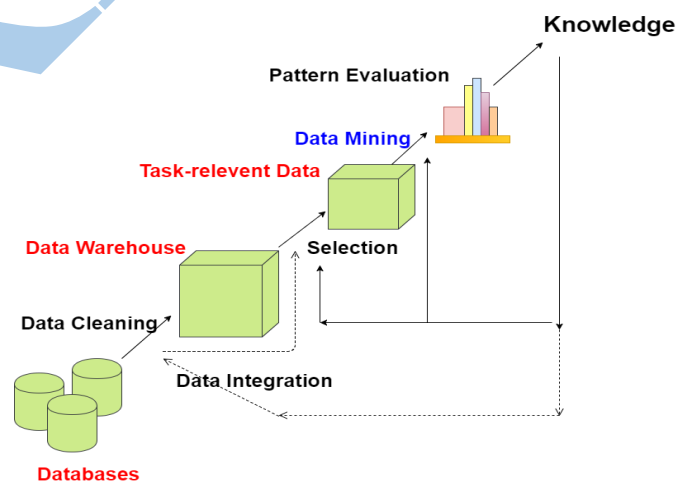 Knowledge
Pattern Evaluation
Data Mining
Task-relevent Data
Data Warehouse
Selection
Data Cleaning
Data Integration
Databases